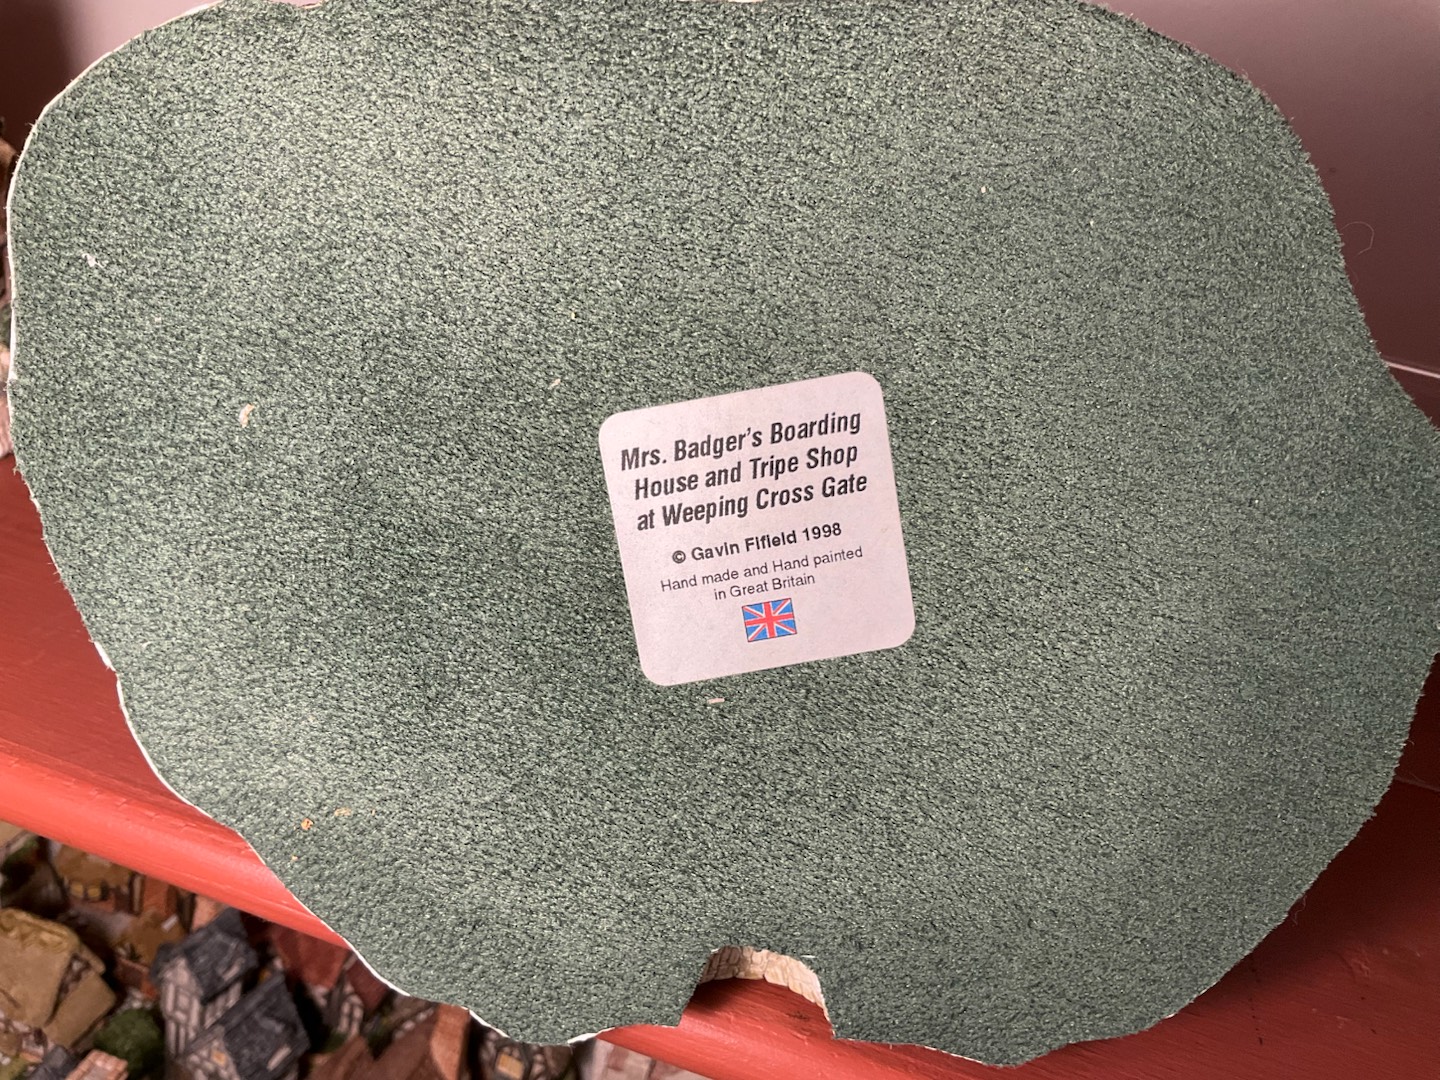 Mrs. Badger's Boarding
House and Tripe Shop
at Weeping Cross Gate
© Gavin Fifield 1998
Hand made and Hand painted
in Great Britain